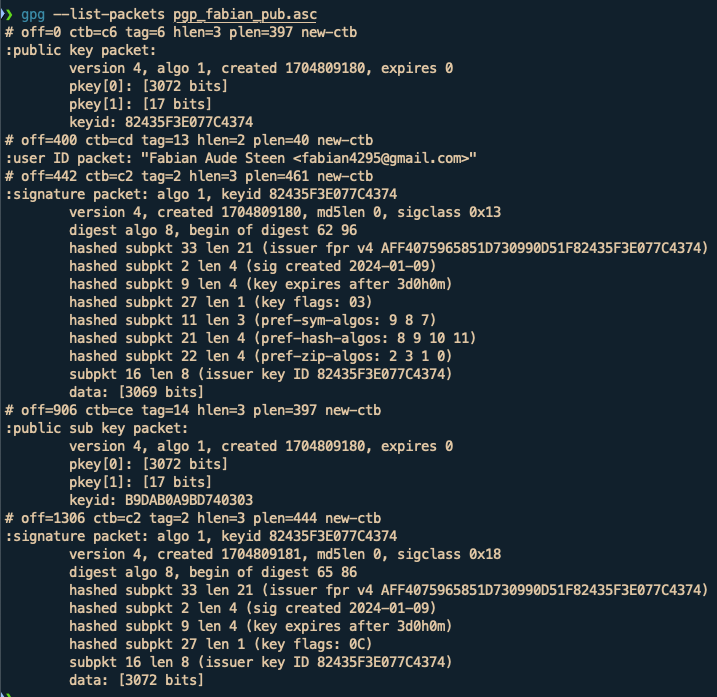 ❯ gpg --list-packets pgp_fabian_pub.asc
# off=0 ctb=c6 tag=6 hlen=3 plen=397 new-ctb
:public key packet:
        version 4, algo 1, created 1704809180, expires 0
        pkey[0]: [3072 bits]
        pkey[1]: [17 bits]
        keyid: 82435F3E077C4374
# off=400 ctb=cd tag=13 hlen=2 plen=40 new-ctb
:user ID packet: "Fabian Aude Steen <fabian4295@gmail.com>"
# off=442 ctb=c2 tag=2 hlen=3 plen=461 new-ctb
:signature packet: algo 1, keyid 82435F3E077C4374
        version 4, created 1704809180, md5len 0, sigclass 0x13
        digest algo 8, begin of digest 62 96
        hashed subpkt 33 len 21 (issuer fpr v4 AFF4075965851D730990D51F82435F3E077C4374)
        hashed subpkt 2 len 4 (sig created 2024-01-09)
        hashed subpkt 9 len 4 (key expires after 3d0h0m)
        hashed subpkt 27 len 1 (key flags: 03)
        hashed subpkt 11 len 3 (pref-sym-algos: 9 8 7)
        hashed subpkt 21 len 4 (pref-hash-algos: 8 9 10 11)
        hashed subpkt 22 len 4 (pref-zip-algos: 2 3 1 0)
        subpkt 16 len 8 (issuer key ID 82435F3E077C4374)
        data: [3069 bits]
# off=906 ctb=ce tag=14 hlen=3 plen=397 new-ctb
:public sub key packet:
        version 4, algo 1, created 1704809180, expires 0
        pkey[0]: [3072 bits]
        pkey[1]: [17 bits]
        keyid: B9DAB0A9BD740303
# off=1306 ctb=c2 tag=2 hlen=3 plen=444 new-ctb
:signature packet: algo 1, keyid 82435F3E077C4374
        version 4, created 1704809181, md5len 0, sigclass 0x18
        digest algo 8, begin of digest 65 86
        hashed subpkt 33 len 21 (issuer fpr v4 AFF4075965851D730990D51F82435F3E077C4374)
        hashed subpkt 2 len 4 (sig created 2024-01-09)
        hashed subpkt 9 len 4 (key expires after 3d0h0m)
        hashed subpkt 27 len 1 (key flags: 0C)
        subpkt 16 len 8 (issuer key ID 82435F3E077C4374)
        data: [3072 bits]